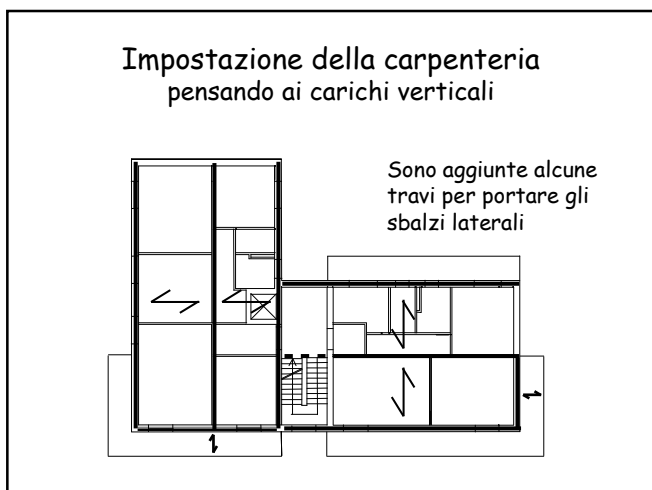 Impostazione della carpenteria
pensando ai carichi verticali
Sono aggiunte alcune
travi per portare gli
sbalzi laterali